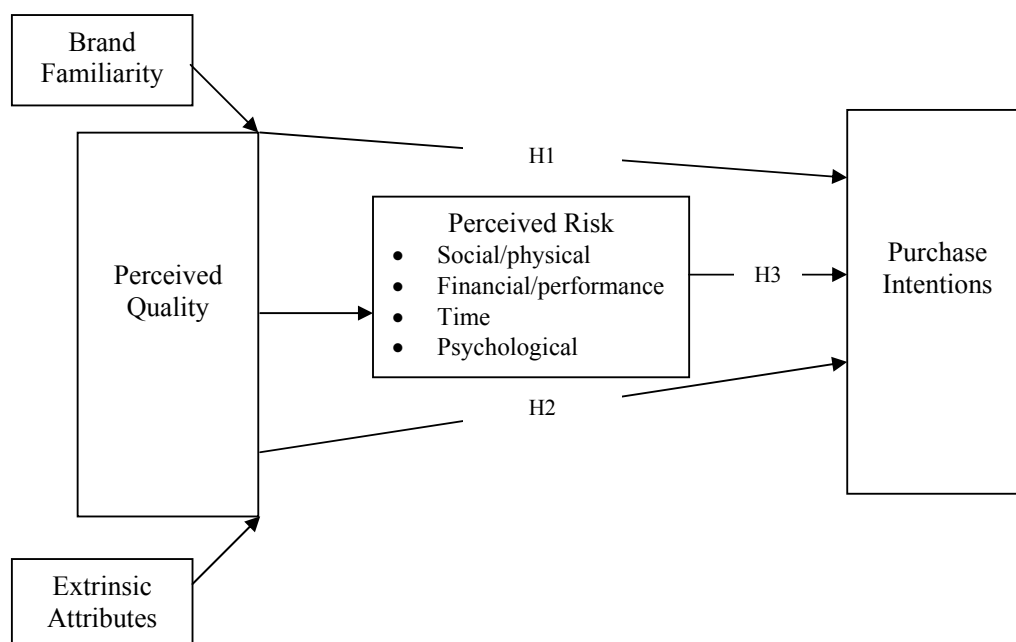 Brand
Familiarity
H1
Perceived Risk
• Social/physical
• Financial/performance
• Time
• Psychological
Perceived
Quality
H3
Purchase
Intentions
H2
Extrinsic
Attributes